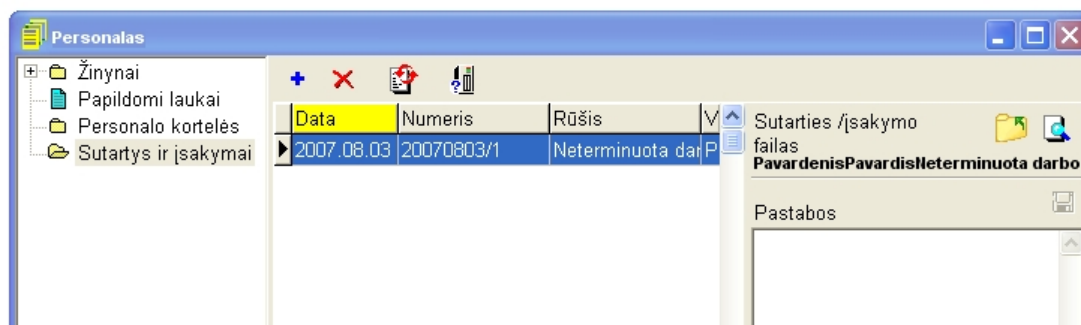 Personalas
Žinynai
Papildomi laukai
Personalo kortelės
Sutartys ir įsakymai
Data Numeris Rūšis V
2007.08.03 20070803/1 Neterminuota dar P
Sutarties /įsakymo
failas
PavardenisPavardisNeterminuota darbo
Pastabos